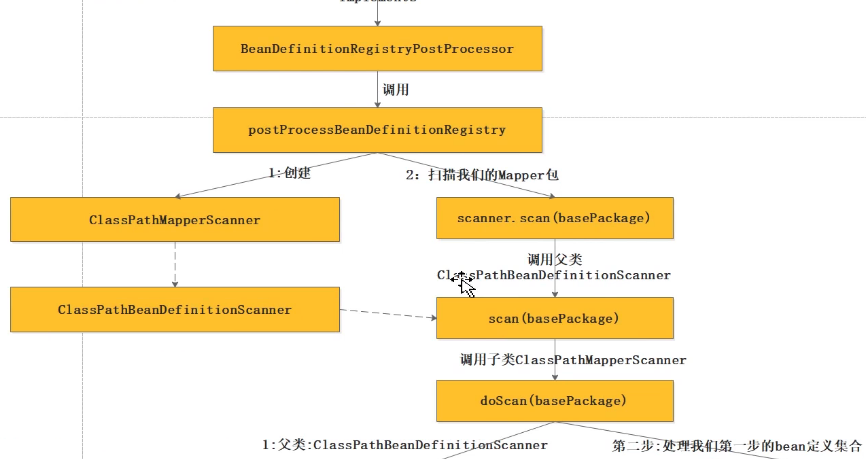 implements
BeanDefinitionRegistryPostProcessor
调用
postProcessBeanDefinitionRegistry
1:创建
2: 扫描我们的Mapper包
ClassPathMapperScanner
scanner.scan(basePackage)
调用父类
ClassPathBeanDefinitionScanner
ClassPathBeanDefinitionScanner
scan(basePackage)
调用子类ClassPathMapperScanner
doScan(basePackage)
1:父类:ClassPathBeanDefinitionScanner
第二步:处理我们第一步的bean定义集合